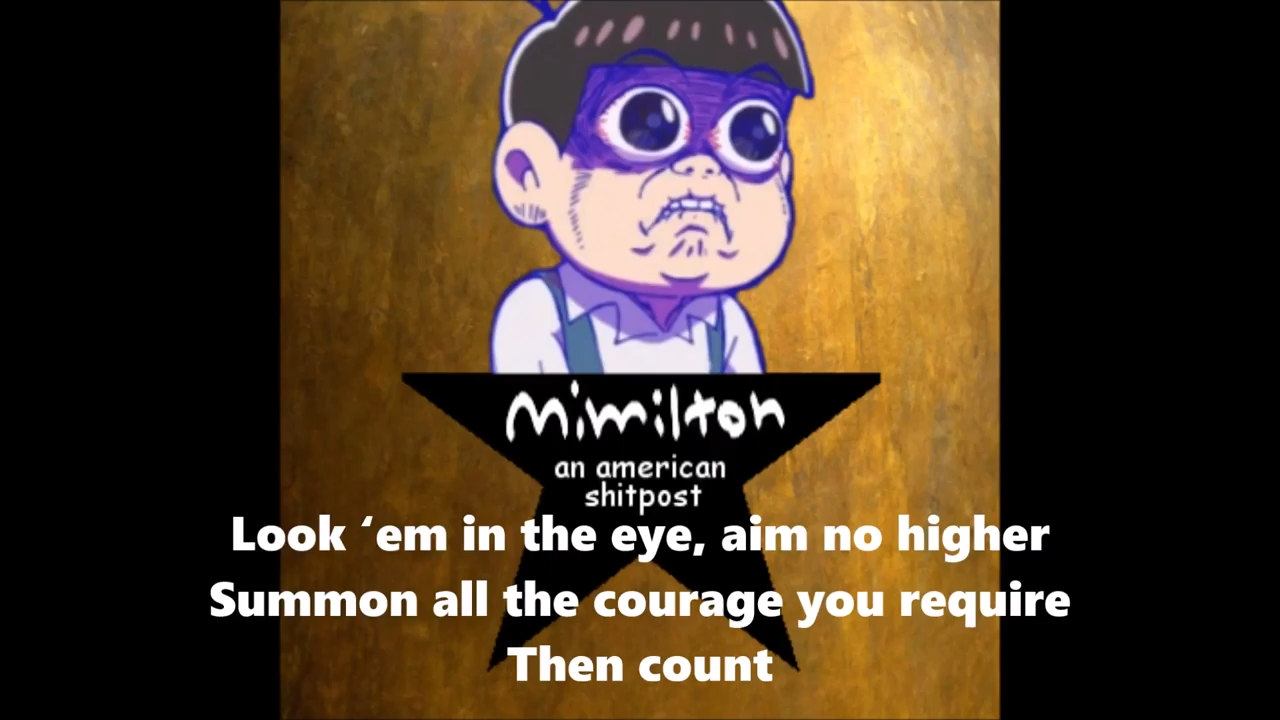 Mimilton
an american
shitpost
Look ‘em in the eye, aim no higher
Summon all the courage you require
Then count